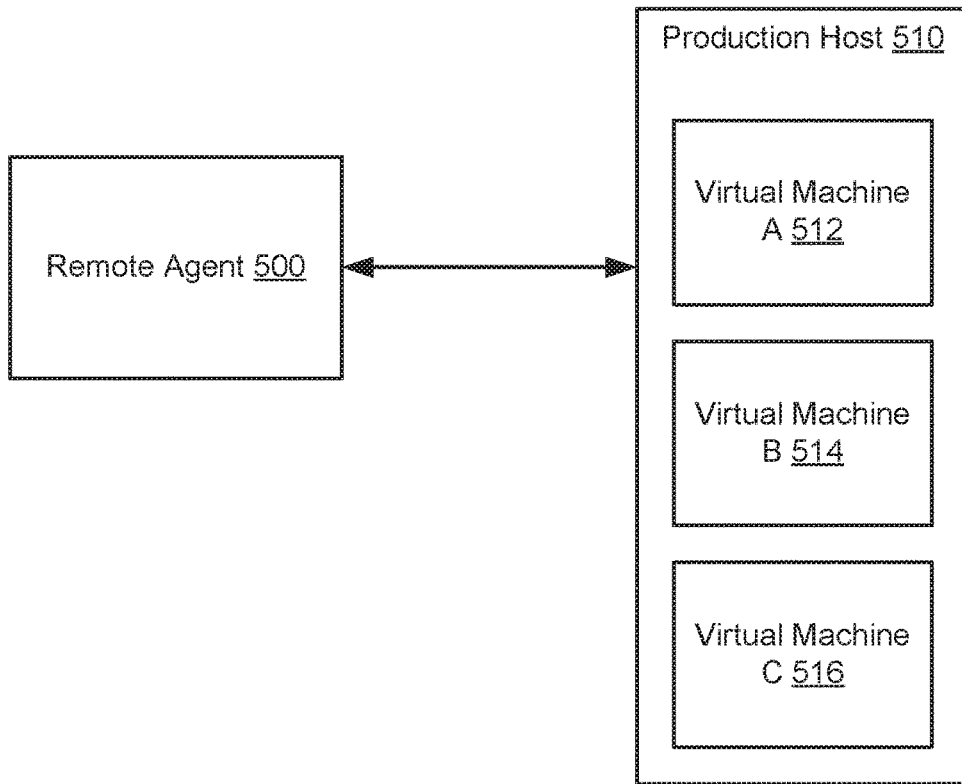 Production Host 510
Virtual Machine
A 512
Remote Agent 500
Virtual Machine
B 514
Virtual Machine
C 516